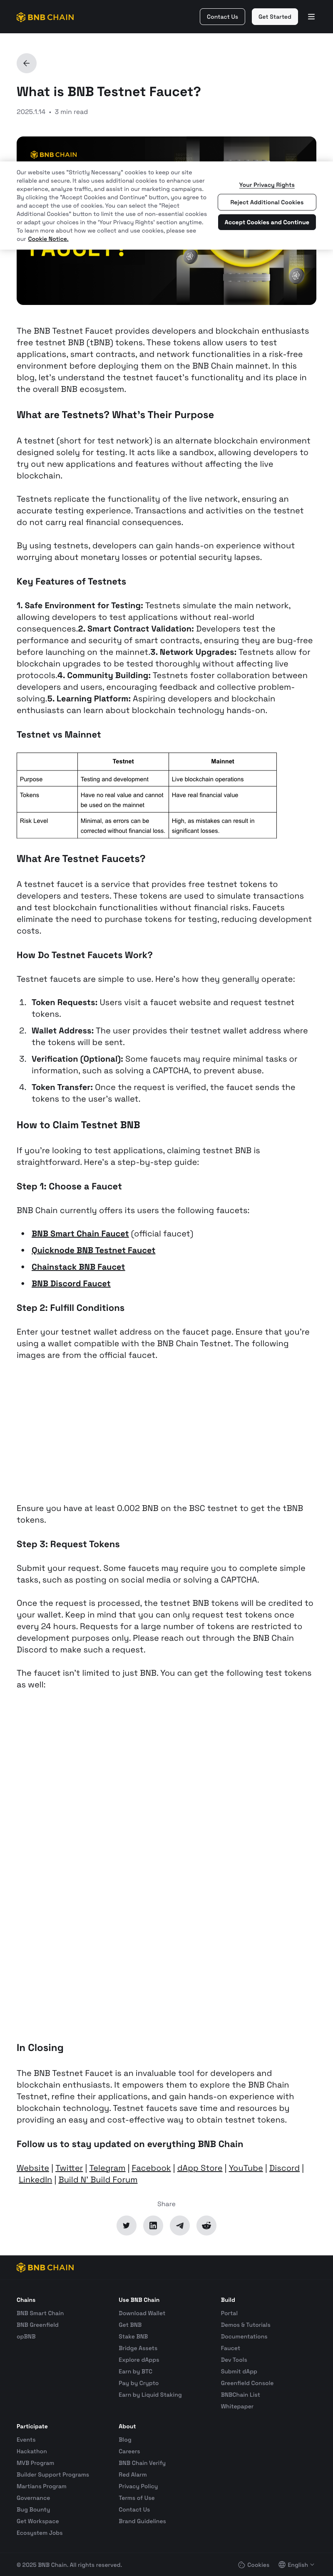 BNB CHAIN
Contact Us
Get Started
What is BNB Testnet Faucet?
2025.1.14 • 3 min read
BNB CHAIN
Our website uses "Strictly Necessary" cookies to keep our site
reliable and secure. It also uses additional cookies to improve your
experience, analyze traffic, and assist in our marketing campaigns.
By clicking the "Accept Cookies and Continue" button, you agree to
and accept the use of cookies. You can select the "Reject
Additional Cookies" button to limit the use of non-essential cookies
or adapt your choices in the 'Your Privacy Rights' section anytime.
To learn more about how we collect and use cookies, please see
our Cookie Notice.
Your Privacy Rights
Reject Additional Cookies
Accept Cookies and Continue
FAUCET?
The BNB Testnet Faucet provides developers and blockchain enthusiasts
free testnet BNB (tBNB) tokens. These tokens allow users to test
applications, smart contracts, and network functionalities in a risk-free
environment before deploying them on the BNB Chain mainnet. In this
blog, let's understand the testnet faucet's functionality and its place in
the overall BNB ecosystem.
What are Testnets? What's Their Purpose
A testnet (short for test network) is an alternate blockchain environment
designed solely for testing. It acts like a sandbox, allowing developers to
try out new applications and features without affecting the live
blockchain.
Testnets replicate the functionality of the live network, ensuring an
accurate testing experience. Transactions and activities on the testnet
do not carry real financial consequences.
By using testnets, developers can gain hands-on experience without
worrying about monetary losses or potential security lapses.
Key Features of Testnets
1. Safe Environment for Testing: Testnets simulate the main network,
allowing developers to test applications without real-world
consequences.2. Smart Contract Validation: Developers test the
performance and security of smart contracts, ensuring they are bug-free
before launching on the mainnet.3. Network Upgrades: Testnets allow for
blockchain upgrades to be tested thoroughly without affecting live
protocols.4. Community Building: Testnets foster collaboration between
developers and users, encouraging feedback and collective problem-
solving.5. Learning Platform: Aspiring developers and blockchain
enthusiasts can learn about blockchain technology hands-on.
Testnet vs Mainnet
Testnet Mainnet
Purpose Testing and development Live blockchain operations
Tokens Have no real value and cannot Have real financial value
be used on the mainnet
Risk Level Minimal, as errors can be High, as mistakes can result in
corrected without financial loss. significant losses.
What Are Testnet Faucets?
A testnet faucet is a service that provides free testnet tokens to
developers and testers. These tokens are used to simulate transactions
and test blockchain functionalities without financial risks. Faucets
eliminate the need to purchase tokens for testing, reducing development
costs.
How Do Testnet Faucets Work?
Testnet faucets are simple to use. Here's how they generally operate:
1. Token Requests: Users visit a faucet website and request testnet
tokens.
2. Wallet Address: The user provides their testnet wallet address where
the tokens will be sent.
3. Verification (Optional): Some faucets may require minimal tasks or
information, such as solving a CAPTCHA, to prevent abuse.
4. Token Transfer: Once the request is verified, the faucet sends the
tokens to the user's wallet.
How to Claim Testnet BNB
If you're looking to test applications, claiming testnet BNB is
straightforward. Here's a step-by-step guide:
Step 1: Choose a Faucet
BNB Chain currently offers its users the following faucets:
• BNB Smart Chain Faucet (official faucet)
• Quicknode BNB Testnet Faucet
• Chainstack BNB Faucet
• BNB Discord Faucet
Step 2: Fulfill Conditions
Enter your testnet wallet address on the faucet page. Ensure that you're
using a wallet compatible with the BNB Chain Testnet. The following
images are from the official faucet.
Ensure you have at least 0.002 BNB on the BSC testnet to get the tBNB
tokens.
Step 3: Request Tokens
Submit your request. Some faucets may require you to complete simple
tasks, such as posting on social media or solving a CAPTCHA.
Once the request is processed, the testnet BNB tokens will be credited to
your wallet. Keep in mind that you can only request test tokens once
every 24 hours. Requests for a large number of tokens are restricted to
development purposes only. Please reach out through the BNB Chain
Discord to make such a request.
The faucet isn't limited to just BNB. You can get the following test tokens
as well:
In Closing
The BNB Testnet Faucet is an invaluable tool for developers and
blockchain enthusiasts. It empowers them to explore the BNB Chain
Testnet, refine their applications, and gain hands-on experience with
blockchain technology. Testnet faucets save time and resources by
providing an easy and cost-effective way to obtain testnet tokens.
Follow us to stay updated on everything BNB Chain
Website | Twitter | Telegram | Facebook | dApp Store | YouTube | Discord |
LinkedIn | Build N' Build Forum
Share
BNB CHAIN
Chains
BNB Smart Chain
BNB Greenfield
opBNB
Use BNB Chain
Download Wallet
Get BNB
Stake BNB
Bridge Assets
Explore dApps
Earn by BTC
Pay by Crypto
Earn by Liquid Staking
Build
Portal
Demos & Tutorials
Documentations
Faucet
Dev Tools
Submit dApp
Greenfield Console
BNBChain List
Whitepaper
Participate
Events
Hackathon
MVB Program
Builder Support Programs
Martians Program
Governance
Bug Bounty
Get Workspace
Ecosystem Jobs
About
Blog
Careers
BNB Chain Verify
Red Alarm
Privacy Policy
Terms of Use
Contact Us
Brand Guidelines
© 2025 BNB Chain. All rights reserved.
Cookies
English